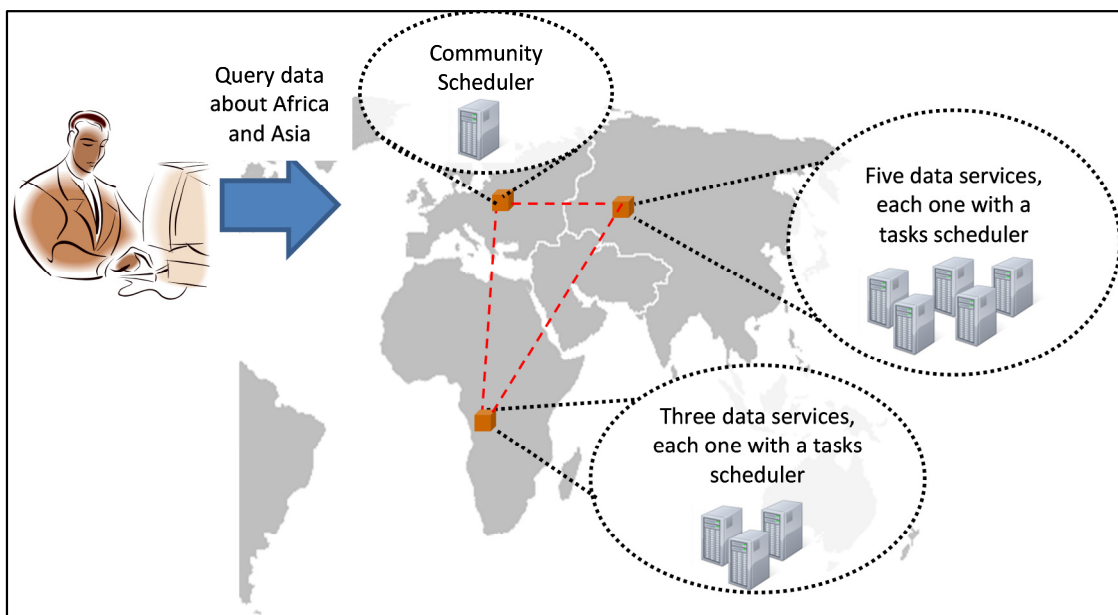 Query data
about Africa
and Asia
Community
Scheduler
Five data services,
each one with a
tasks scheduler
Three data services,
each one with a tasks
scheduler